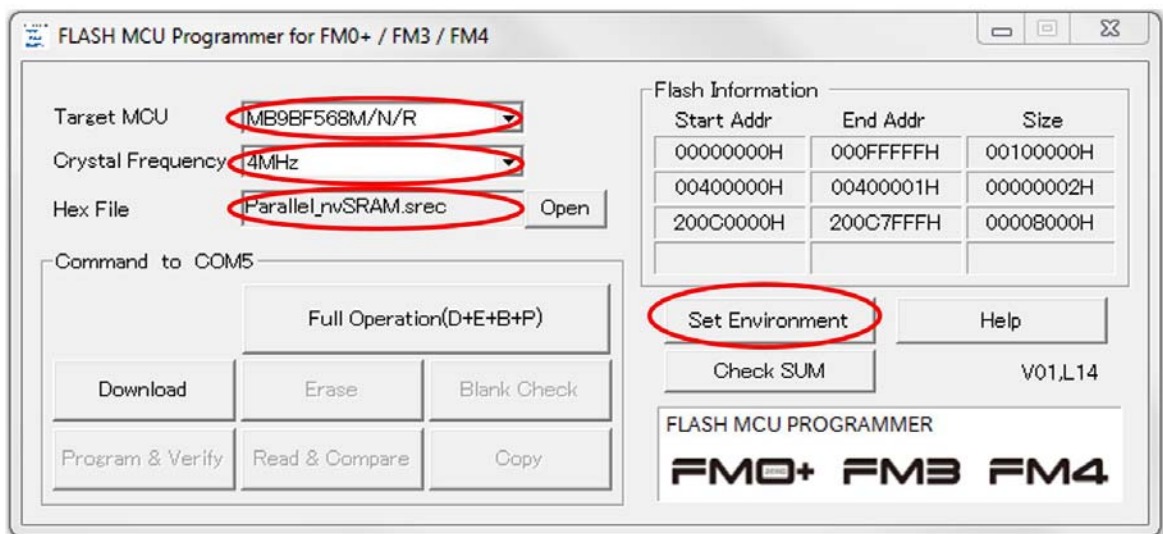 FLASH MCU Programmer for FM0+ / FM3 / FM4
Target MCU
MB9BF568M/N/R
Crystal Frequency
4MHz
Hex File
Parallel_nvSRAM.srec
Open
Command to COM5
Full Operation(D+E+B+P)
Download
Erase
Blank Check
Program & Verify
Read & Compare
Copy
Flash Information
Start Addr End Addr Size
00000000H 000FFFFFH 00100000H
00400000H 00400001H 00000002H
200C0000H 200C7FFFH 00008000H
Set Environment
Help
Check SUM
V01,L14
FLASH MCU PROGRAMMER
FM0+ FM3 FM4